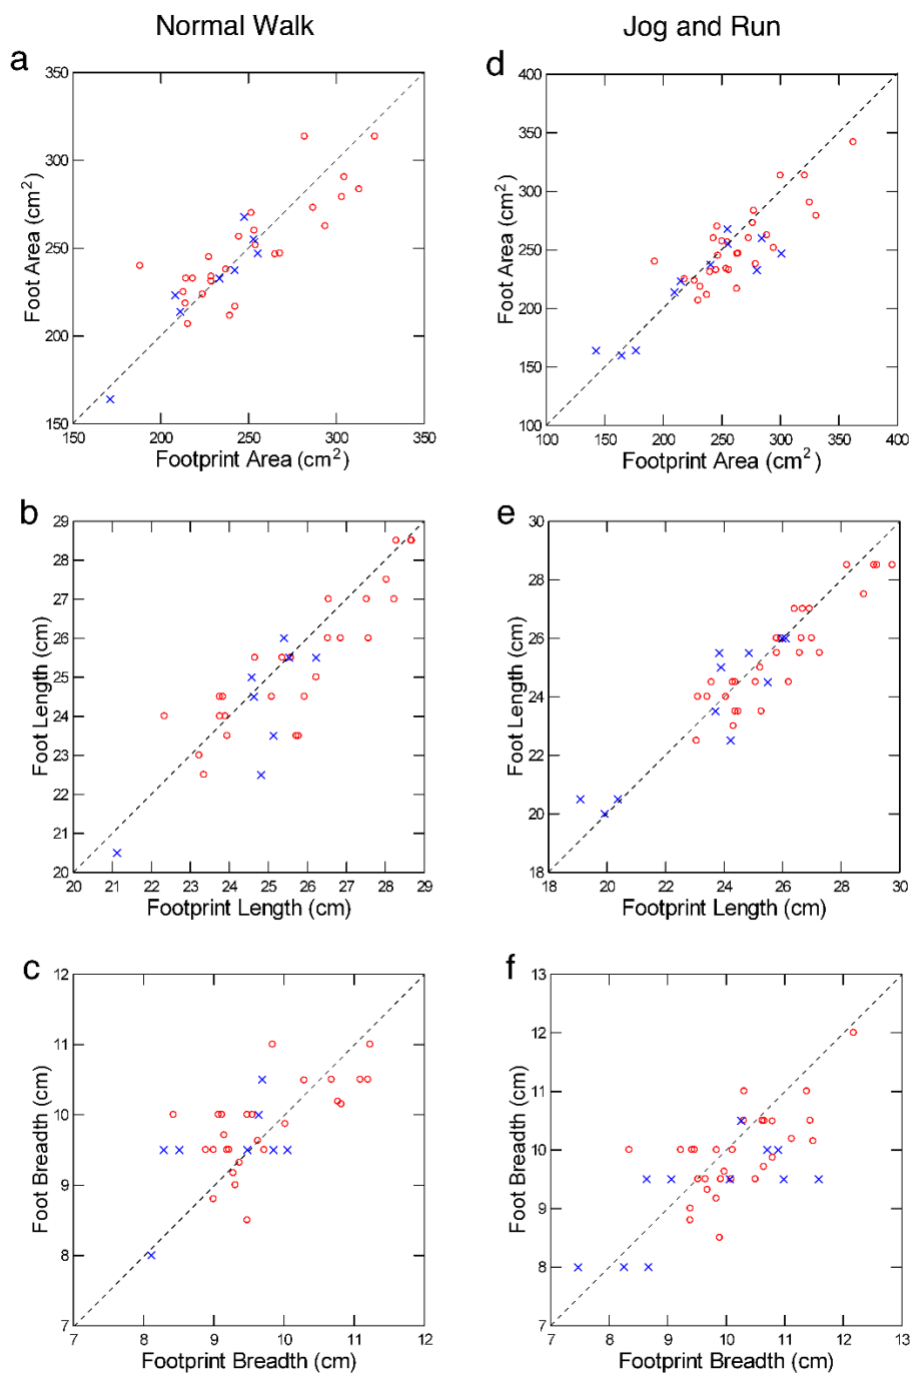 Normal Walk
Jog and Run
a
350
300
250
200
150
150 200 250 300 350
Foot Area (cm²)
Footprint Area (cm²)
d
400
350
300
250
200
150
100
100 150 200 250 300 350 400
Foot Area (cm²)
Footprint Area (cm²)
b
29
28
27
26
25
24
23
22
21
20
20 21 22 23 24 25 26 27 28 29
Foot Length (cm)
Footprint Length (cm)
e
30
28
26
24
22
20
18
18 20 22 24 26 28 30
Foot Length (cm)
Footprint Length (cm)
c
12
11
10
9
8
7
7 8 9 10 11 12
Foot Breadth (cm)
Footprint Breadth (cm)
f
13
12
11
10
9
8
7
7 8 9 10 11 12 13
Foot Breadth (cm)
Footprint Breadth (cm)